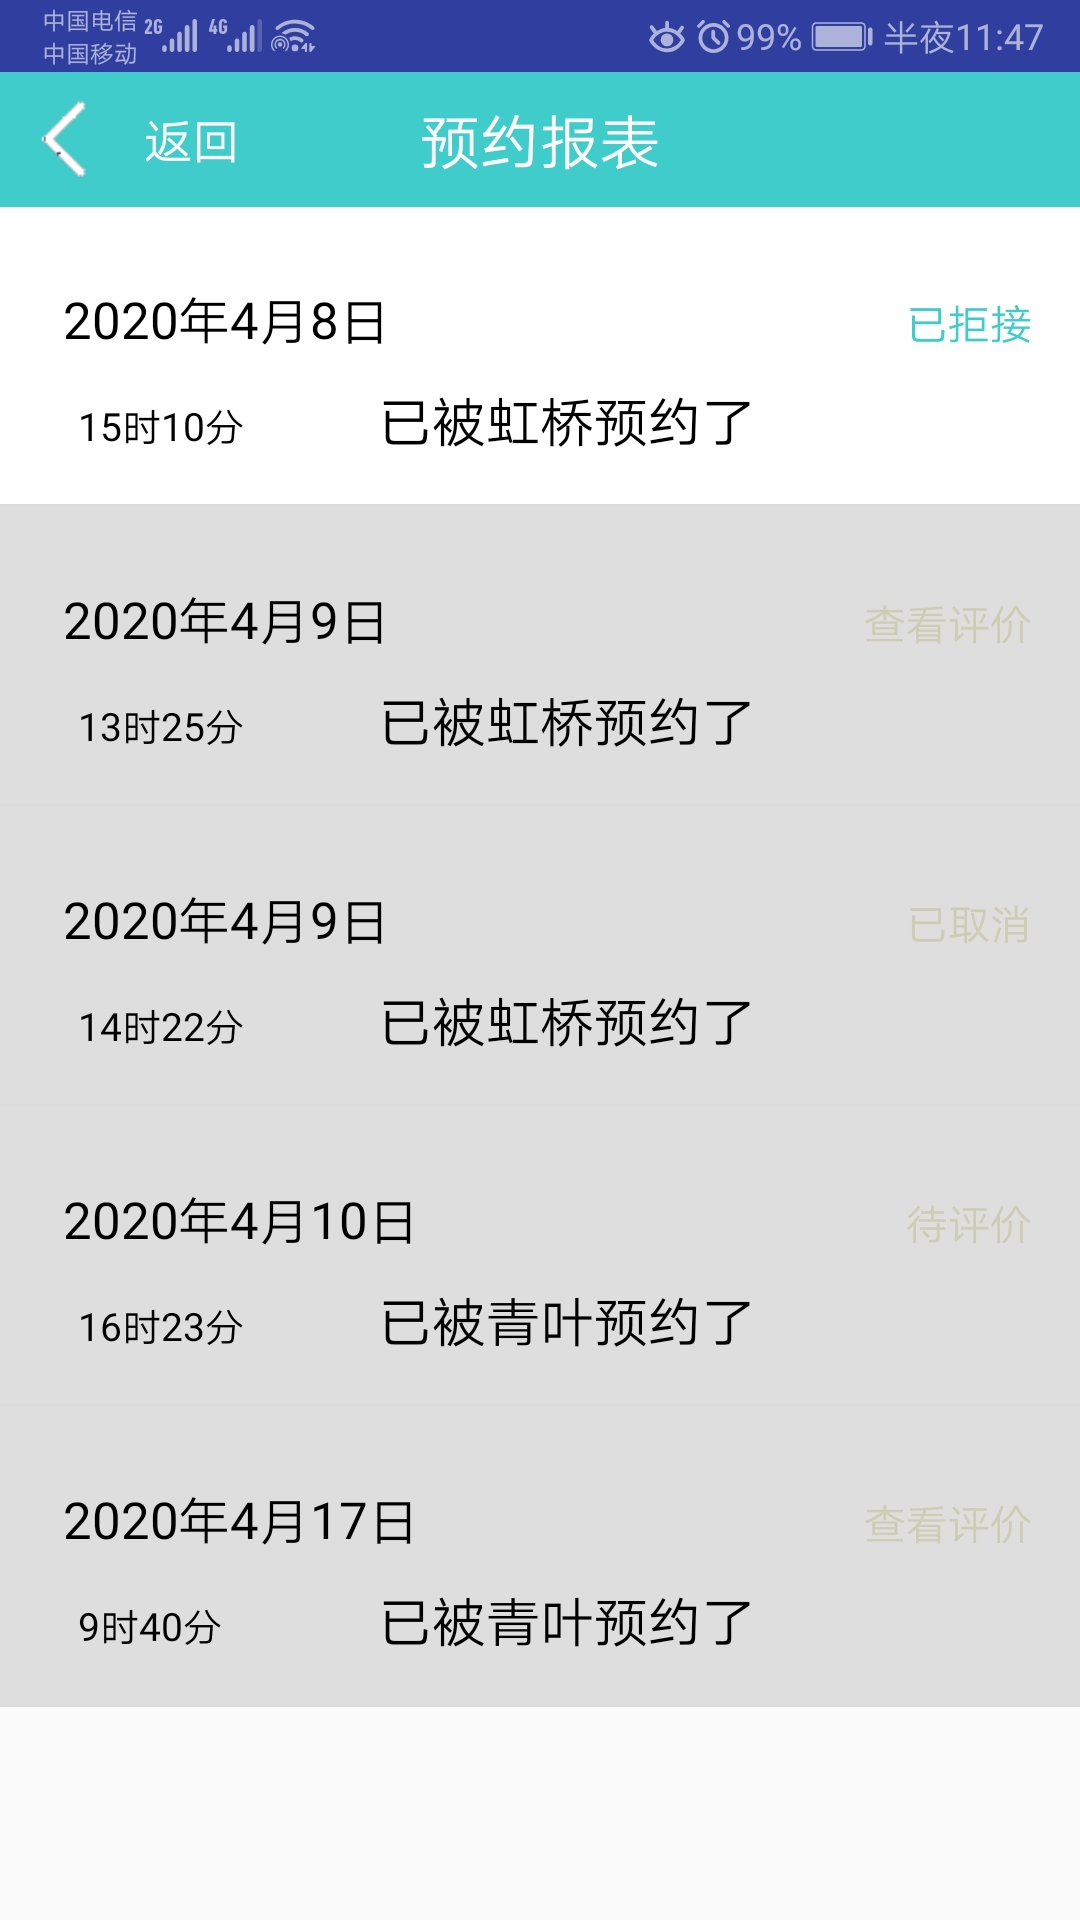 中国电信 2G 4G 99% 半夜11:47
中国移动
返回 预约报表
2020年4月8日 已拒接
15时10分 已被虹桥预约了
2020年4月9日 查看评价
13时25分 已被虹桥预约了
2020年4月9日 已取消
14时22分 已被虹桥预约了
2020年4月10日 待评价
16时23分 已被青叶预约了
2020年4月17日 查看评价
9时40分 已被青叶预约了